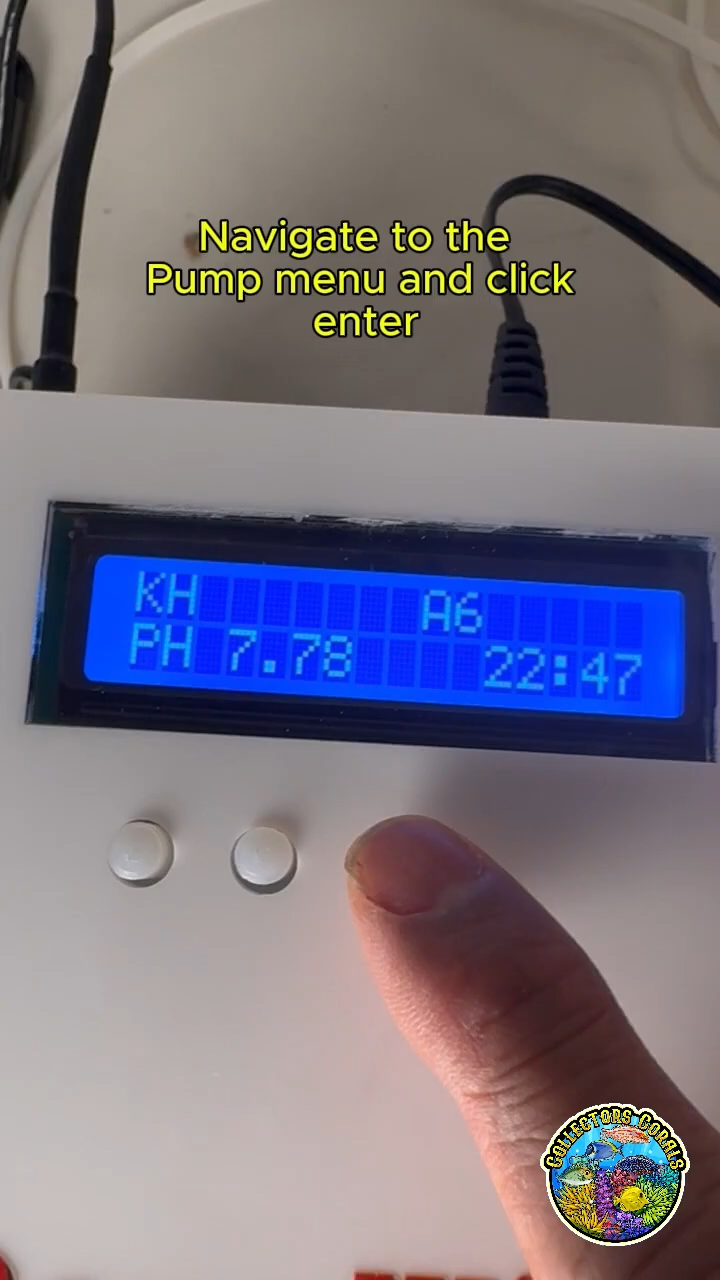 Navigate to the
Pump menu and click
enter
KH A6
PH 7.78 22:47
COLLECTORS CORALS